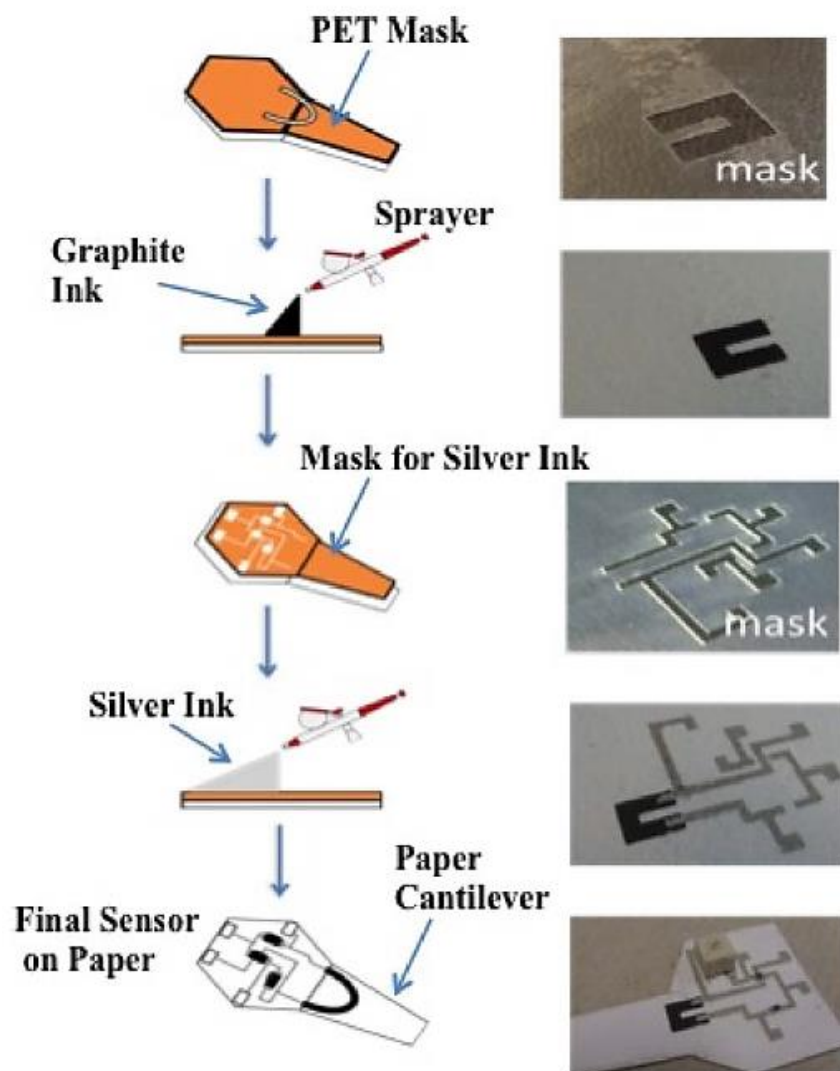 PET Mask
mask
Sprayer
Graphite
Ink
Mask for Silver Ink
mask
Silver Ink
Paper
Cantilever
Final Sensor
on Paper